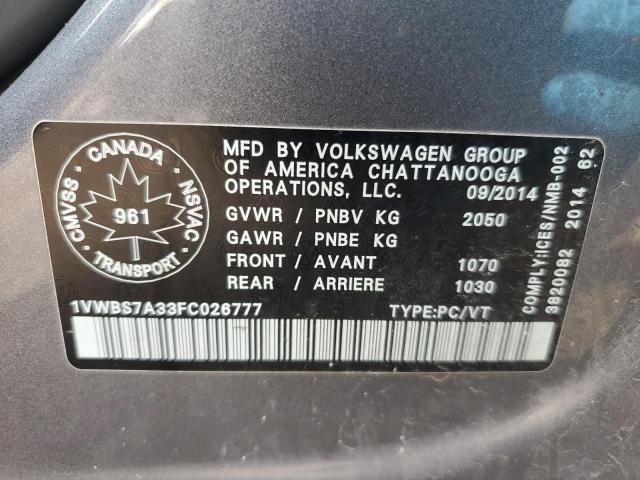 CANADA
CMVSS
NSVAC
961
TRANSPORT
MFD BY VOLKSWAGEN GROUP
OF AMERICA CHATTANOOGA
OPERATIONS, LLC. 09/2014
GVWR / PNBV KG 2050
GAWR / PNBE KG
FRONT / AVANT 1070
REAR / ARRIERE 1030
1VWBS7A33FC026777 TYPE:PC/VT
COMPLY:ICES/NMB-002
3820082 2014 62